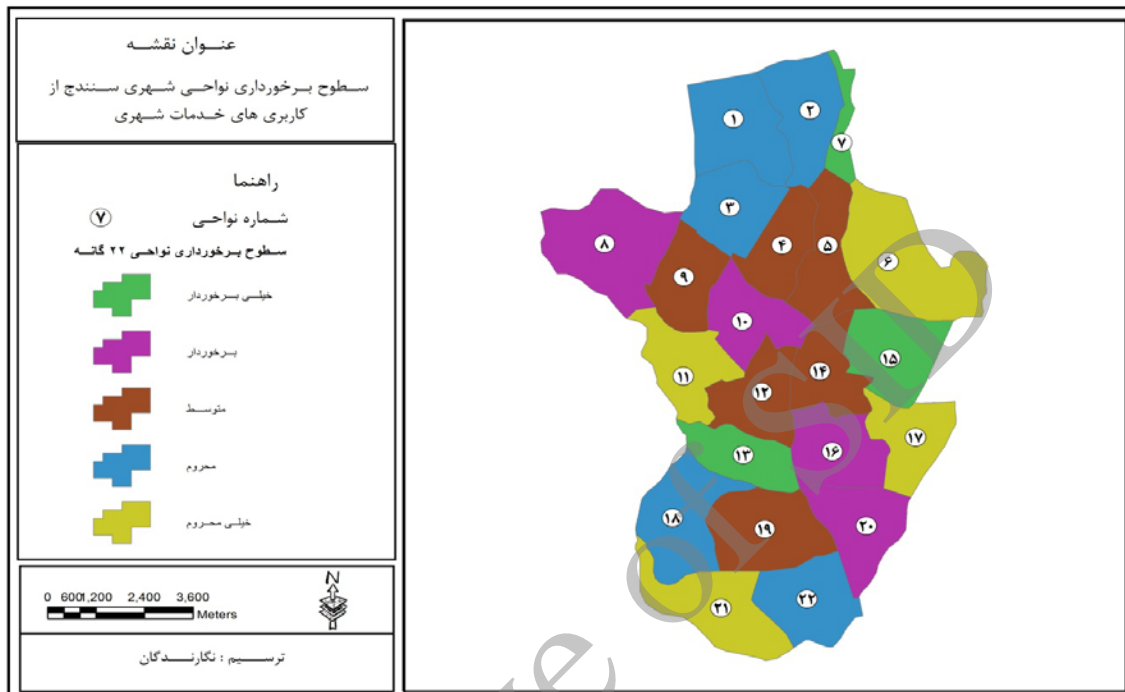 عنوان نقشه
سطوح برخورداری نواحی شهری سنندج از
کاربری های خدمات شهری
راهنما
شماره نواحی
۷
سطوح برخورداری نواحی ۲۲ گانه
خیلی برخوردار
برخوردار
متوسط
محروم
خیلی محروم
N
0 600 1,200 2,400 3,600
Meters
ترسیم : نگارندگان
۱
۲
۷
۳
۴
۵
۶
۸
۹
۱۰
۱۱
۱۲
۱۴
۱۵
۱۳
۱۶
۱۷
۱۸
۱۹
۲۰
۲۱
۲۲
e of SID